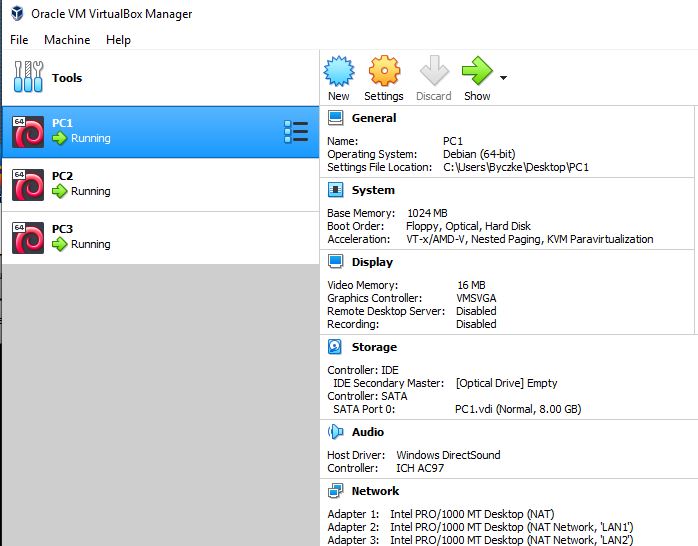 Oracle VM VirtualBox Manager
File Machine Help
Tools
New Settings Discard Show
64 PC1
Running
64 PC2
Running
64 PC3
Running
General
Name: PC1
Operating System: Debian (64-bit)
Settings File Location: C:\Users\Byczke\Desktop\PC1
System
Base Memory: 1024 MB
Boot Order: Floppy, Optical, Hard Disk
Acceleration: VT-x/AMD-V, Nested Paging, KVM Paravirtualization
Display
Video Memory: 16 MB
Graphics Controller: VMSVGA
Remote Desktop Server: Disabled
Recording: Disabled
Storage
Controller: IDE
IDE Secondary Master: [Optical Drive] Empty
Controller: SATA
SATA Port 0: PC1.vdi (Normal, 8.00 GB)
Audio
Host Driver: Windows DirectSound
Controller: ICH AC97
Network
Adapter 1: Intel PRO/1000 MT Desktop (NAT)
Adapter 2: Intel PRO/1000 MT Desktop (NAT Network, 'LAN1')
Adapter 3: Intel PRO/1000 MT Desktop (NAT Network, 'LAN2')